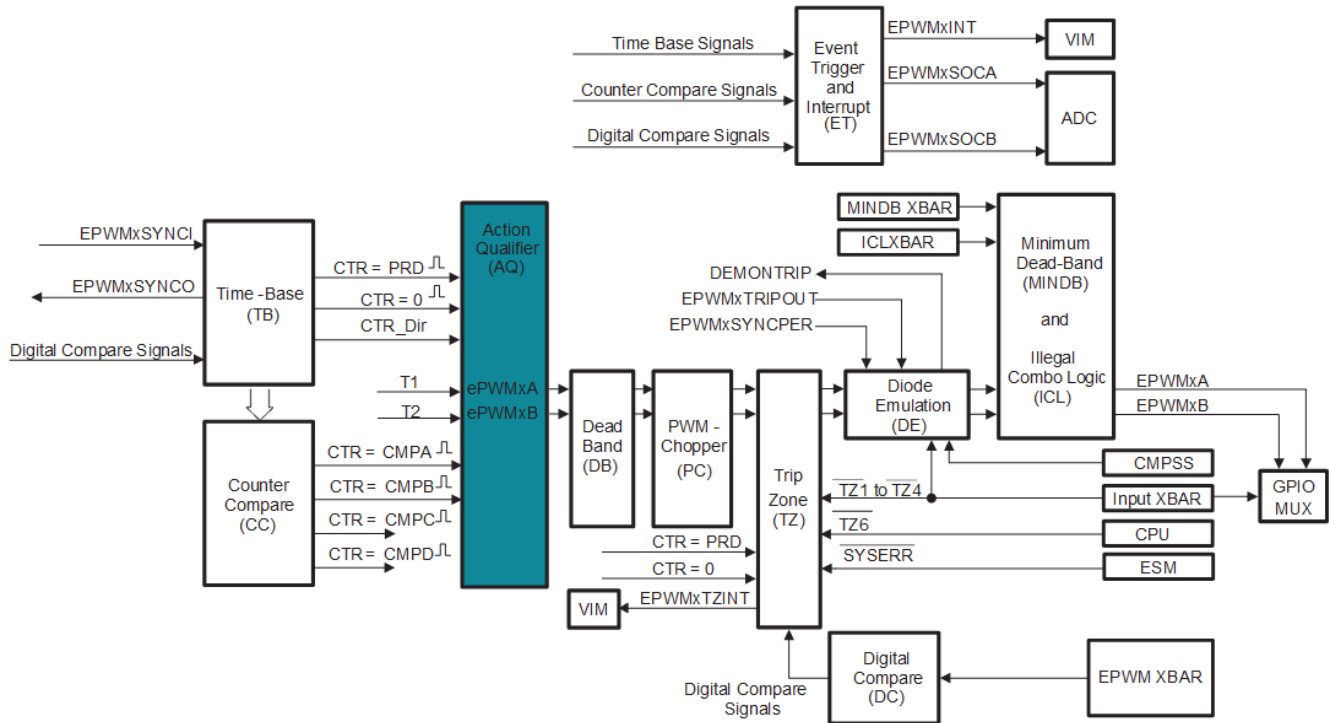 Time Base Signals
Counter Compare Signals
Digital Compare Signals
Event
Trigger
and
Interrupt
(ET)
EPWMxINT
EPWMxSOCA
EPWMxSOCB
VIM
ADC
EPWMxSYNCI
EPWMxSYNCO
Digital Compare Signals
Time -Base
(TB)
CTR = PRD
CTR = 0
CTR_Dir
T1
T2
Counter
Compare
(CC)
CTR = CMPA
CTR = CMPB
CTR = CMPC
CTR = CMPD
Action
Qualifier
(AQ)
ePWMxA
ePWMxB
Dead
Band
(DB)
PWM -
Chopper
(PC)
CTR = PRD
CTR = 0
VIM
EPWMxTZINT
Trip
Zone
(TZ)
DEMONTRIP
EPWMxTRIPOUT
EPWMxSYNCPER
Diode
Emulation
(DE)
MINDB XBAR
ICLXBAR
Minimum
Dead-Band
(MINDB)
and
Illegal
Combo Logic
(ICL)
EPWMxA
EPWMxB
CMPSS
TZ1 to TZ4
Input XBAR
TZ6
CPU
SYSERR
ESM
GPIO
MUX
Digital Compare
Signals
Digital
Compare
(DC)
EPWM XBAR